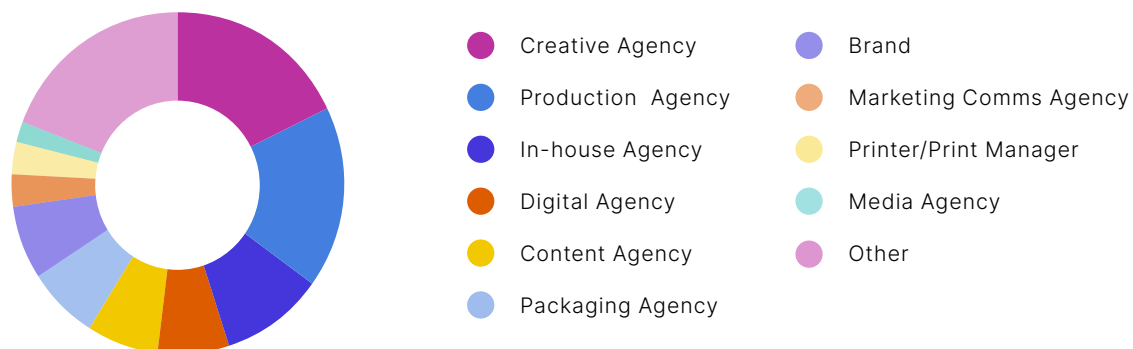 Creative Agency
Production  Agency
In-house Agency
Digital Agency
Content Agency
Packaging Agency
Brand
Marketing Comms Agency
Printer/Print Manager
Media Agency
Other